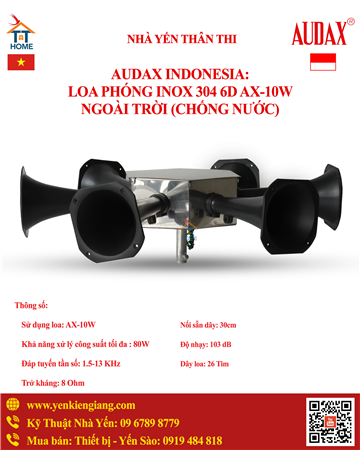 TT
HOME
NHÀ YẾN THÂN THI
AUDAX®
AUDAX INDONESIA:
LOA PHÓNG INOX 304 6D AX-10W
NGOÀI TRỜI (CHỐNG NƯỚC)
Thông số:
Sử dụng loa: AX-10W
Nối sẵn dây: 30cm
Khả năng xử lý công suất tối đa : 80W
Độ nhạy: 103 dB
Đáp tuyến tần số: 1.5-13 KHz
Dây loa: 26 Tim
Trở kháng: 8 Ohm
www.yenkiengiang.com
Kỹ Thuật Nhà Yến: 09 6789 8779
Mua bán: Thiết bị - Yến Sào: 0919 484 818